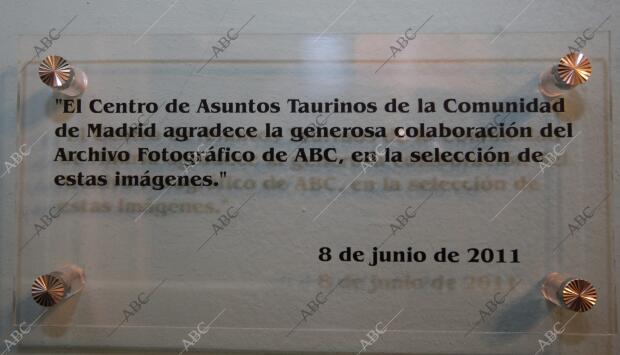 "El Centro de Asuntos Taurinos de la Comunidad
de Madrid agradece la generosa colaboración del
Archivo Fotográfico de ABC, en la selección de
estas imágenes."
8 de junio de 2011